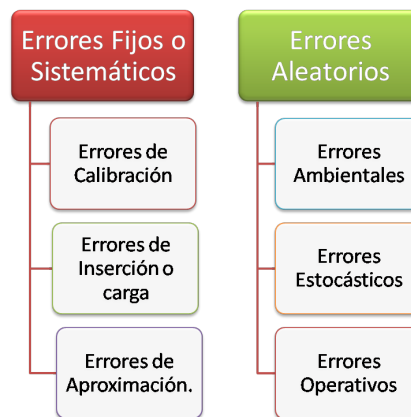 Errores Fijos o
Sistemáticos
Errores de
Calibración
Errores de
Inserción o
carga
Errores de
Aproximación.
Errores
Aleatorios
Errores
Ambientales
Errores
Estocásticos
Errores
Operativos